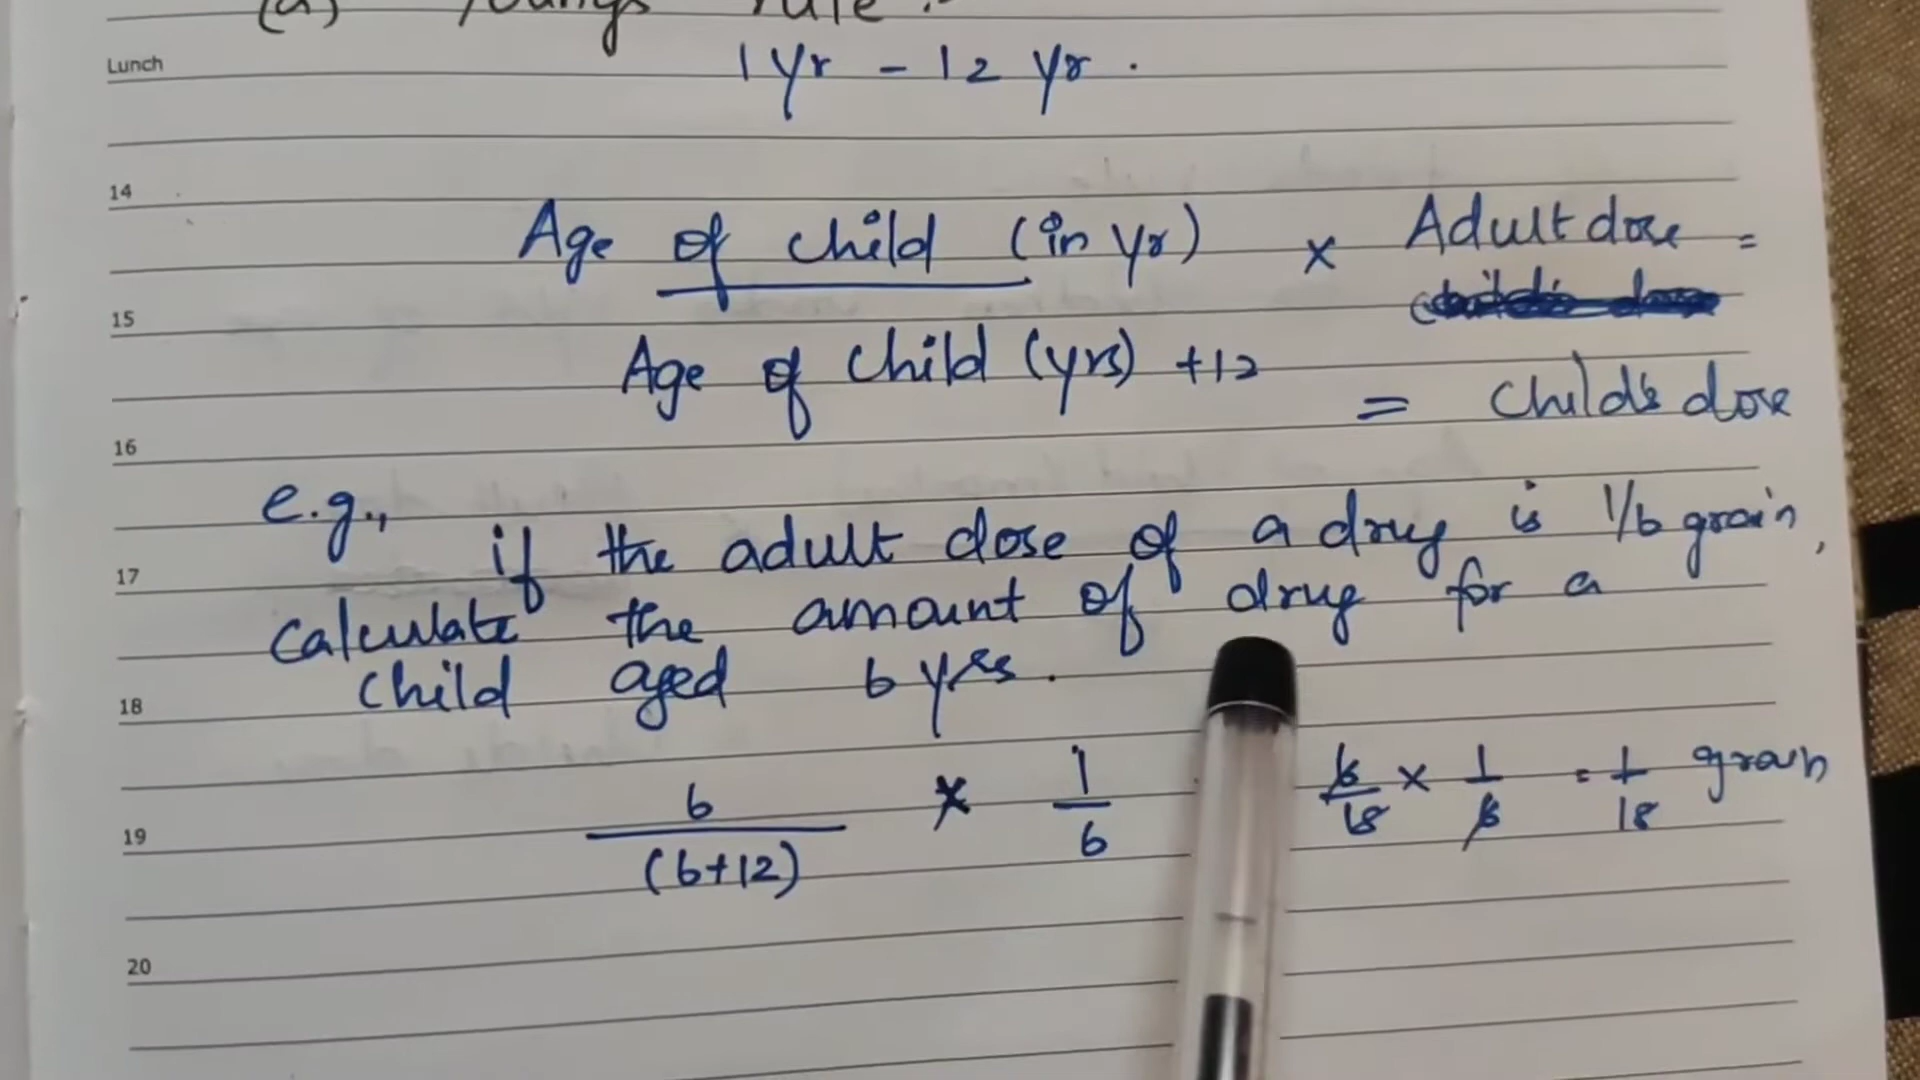 (a) Young's rule :-
Lunch
1 yr - 12 yr .
14
Age of child (in yr) x Adult dose =
15
Age of child (yrs) +12
= child's dose
16
e.g.,
if the adult dose of a drug is 1/6 grain,
17
calculate the amount of drug for a
child aged 6 yrs.
18
6 x 1 6 x 1 = 1 grain
19
(6+12) 6 18 6 18
20